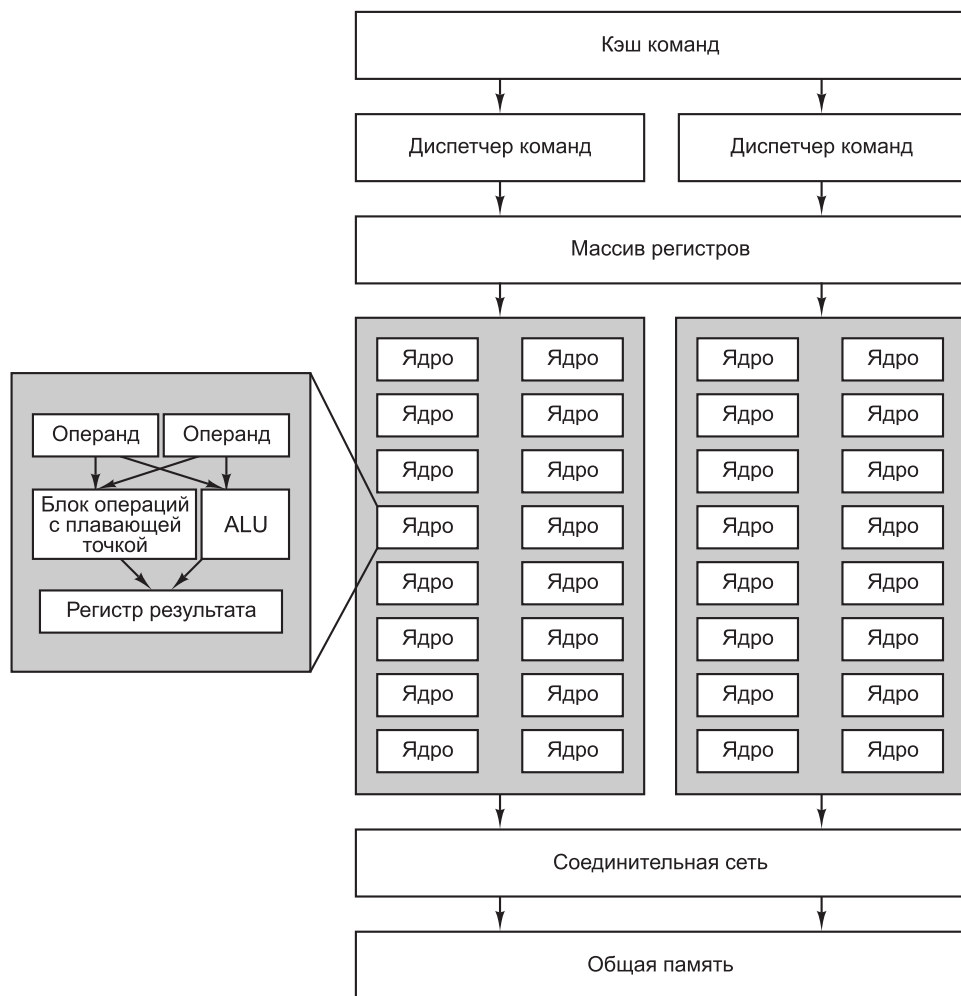 Кэш команд
Диспетчер команд Диспетчер команд
Массив регистров
Ядро Ядро Ядро Ядро
Ядро Ядро Ядро Ядро
Ядро Ядро Ядро Ядро
Ядро Ядро Ядро Ядро
Ядро Ядро Ядро Ядро
Ядро Ядро Ядро Ядро
Ядро Ядро Ядро Ядро
Ядро Ядро Ядро Ядро
Операнд Операнд
Блок операций
с плавающей
точкой
ALU
Регистр результата
Соединительная сеть
Общая память